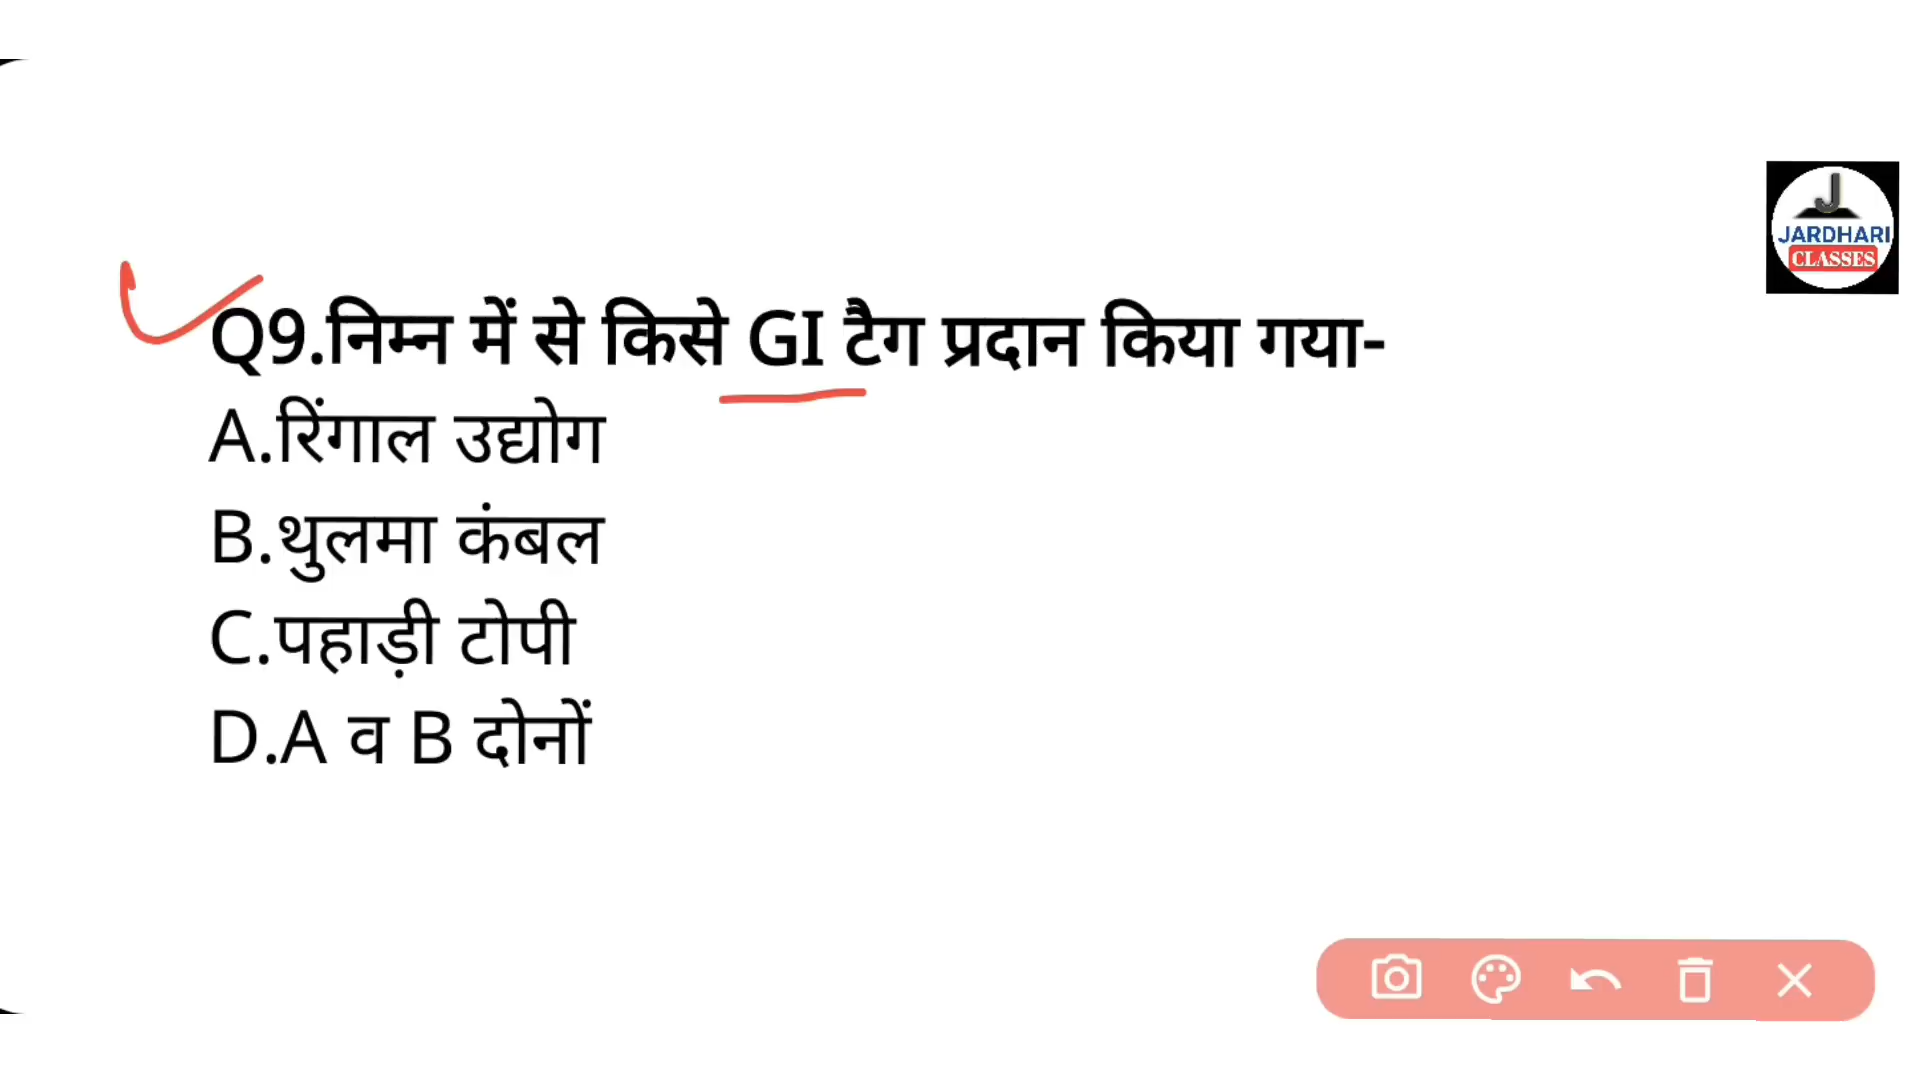 J
JARDHARI
CLASSES
Q9.निम्न में से किसे GI टैग प्रदान किया गया-
A.रिंगाल उद्योग
B.थुलमा कंबल
C.पहाड़ी टोपी
D.A व B दोनों